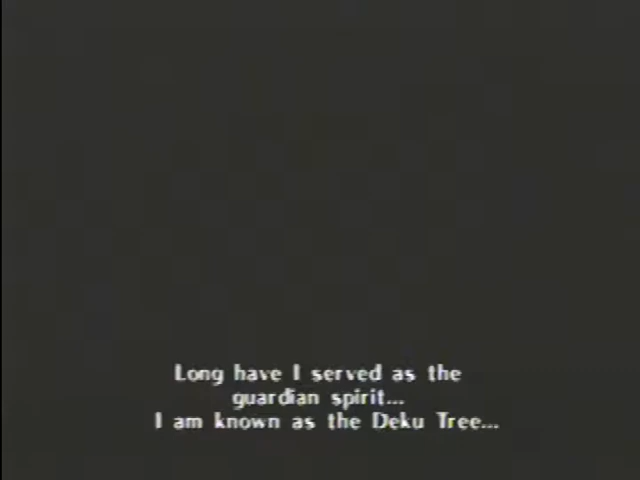 Long have I served as the
guardian spirit...
I am known as the Deku Tree...